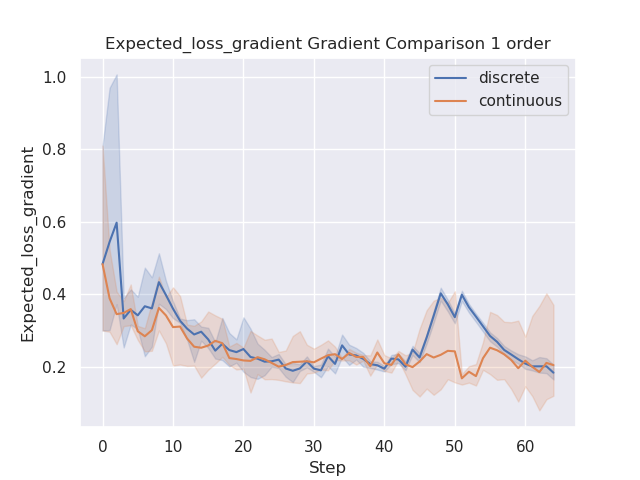 Expected_loss_gradient Gradient Comparison 1 order
discrete
continuous
1.0
0.8
0.6
0.4
0.2
Expected_loss_gradient
0 10 20 30 40 50 60
Step